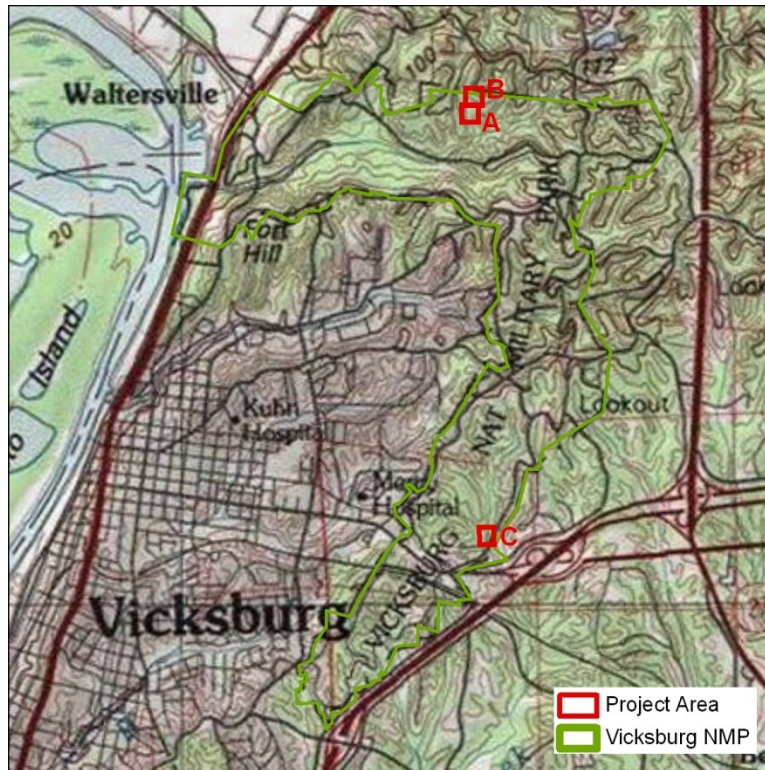 100
112
B
A
Waltersville
PARK
20
Fort
Hill
MILITARY
Island
Lookout
Kuhn
Hospital
NAT
Hospital
C
VICKSBURG
Vicksburg
Project Area
Vicksburg NMP